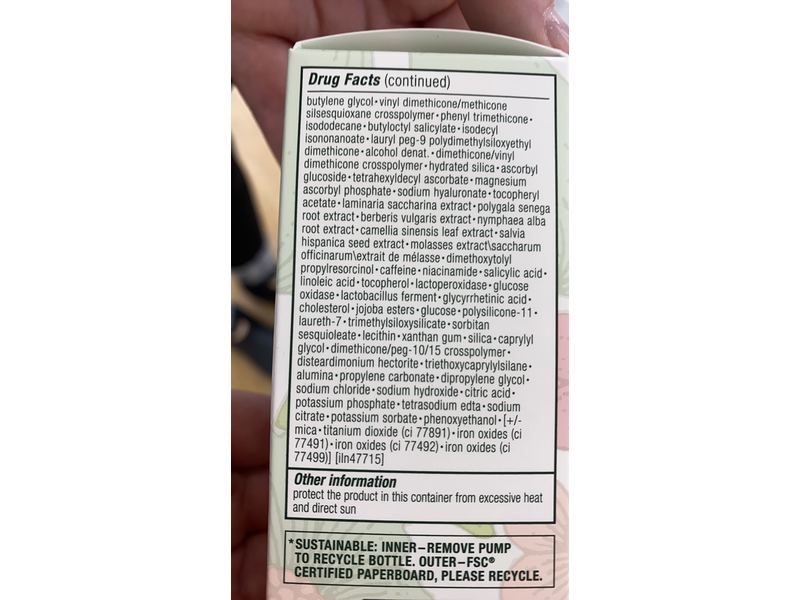 Drug Facts (continued)
butylene glycol • vinyl dimethicone/methicone
silsesquioxane crosspolymer • phenyl trimethicone •
isododecane • butyloctyl salicylate • isodecyl
isononanoate • lauryl peg-9 polydimethylsiloxyethyl
dimethicone • alcohol denat. • dimethicone/vinyl
dimethicone crosspolymer • hydrated silica • ascorbyl
glucoside • tetrahexyldecyl ascorbate • magnesium
ascorbyl phosphate • sodium hyaluronate • tocopheryl
acetate • laminaria saccharina extract • polygala senega
root extract • berberis vulgaris extract • nymphaea alba
root extract • camellia sinensis leaf extract • salvia
hispanica seed extract • molasses extract\saccharum
officinarum\extrait de mélasse • dimethoxytolyl
propylresorcinol • caffeine • niacinamide • salicylic acid •
linoleic acid • tocopherol • lactoperoxidase • glucose
oxidase • lactobacillus ferment • glycyrrhetinic acid •
cholesterol • jojoba esters • glucose • polysilicone-11 •
laureth-7 • trimethylsiloxysilicate • sorbitan
sesquioleate • lecithin • xanthan gum • silica • caprylyl
glycol • dimethicone/peg-10/15 crosspolymer •
disteardimonium hectorite • triethoxycaprylylsilane •
alumina • propylene carbonate • dipropylene glycol •
sodium chloride • sodium hydroxide • citric acid •
potassium phosphate • tetrasodium edta • sodium
citrate • potassium sorbate • phenoxyethanol • [+/-
mica • titanium dioxide (ci 77891) • iron oxides (ci
77491) • iron oxides (ci 77492) • iron oxides (ci
77499)] [iln47715]
Other information
protect the product in this container from excessive heat
and direct sun
*SUSTAINABLE: INNER–REMOVE PUMP
TO RECYCLE BOTTLE. OUTER–FSC®
CERTIFIED PAPERBOARD, PLEASE RECYCLE.